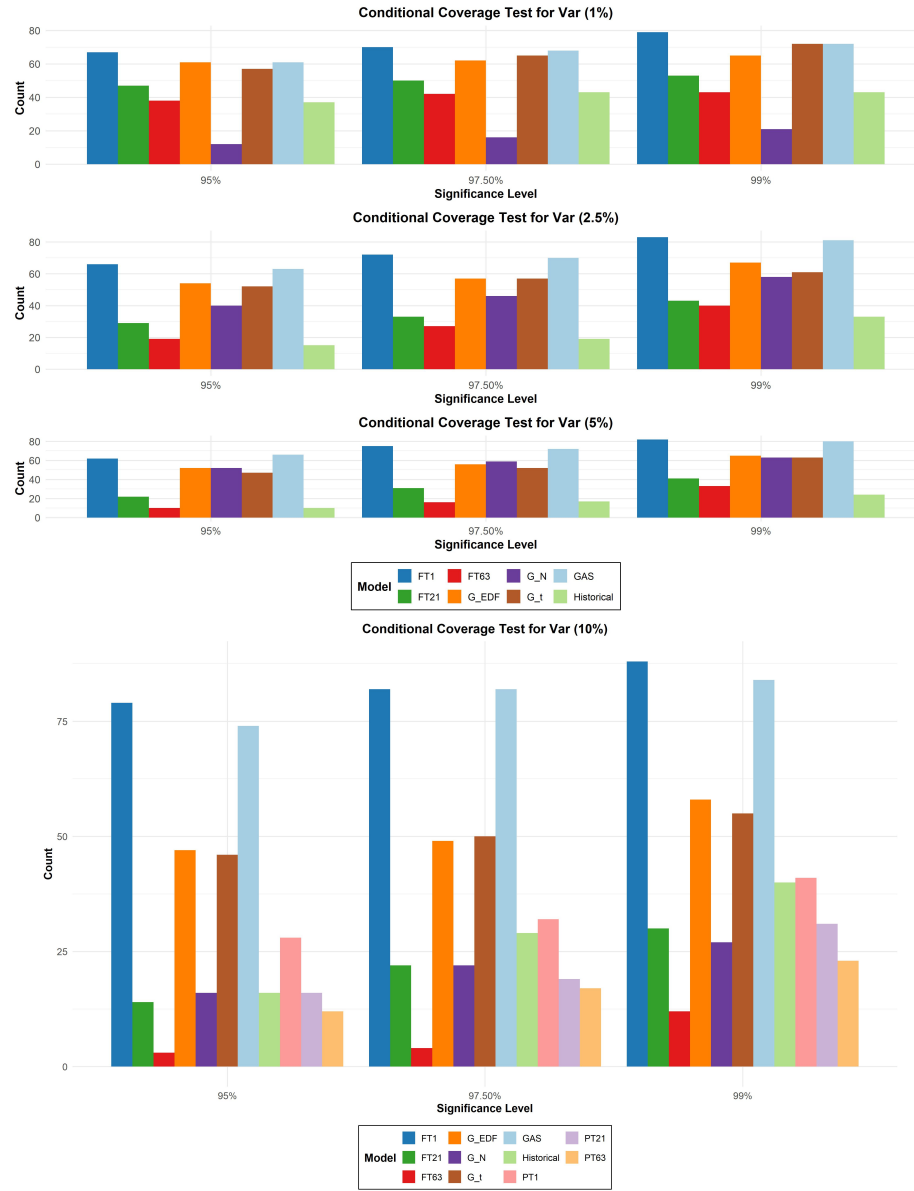 Conditional Coverage Test for Var (1%)
80
60
40
20
0
Count
95%
97.50%
99%
Significance Level
Conditional Coverage Test for Var (2.5%)
80
60
40
20
0
Count
95%
97.50%
99%
Significance Level
Conditional Coverage Test for Var (5%)
80
60
40
20
0
Count
95%
97.50%
99%
Significance Level
Model
FT1 FT63 G_N GAS
FT21 G_EDF G_t Historical
Conditional Coverage Test for Var (10%)
75
50
25
0
Count
95%
97.50%
99%
Significance Level
Model
FT1 G_EDF GAS PT21
FT21 G_N Historical PT63
FT63 G_t PT1